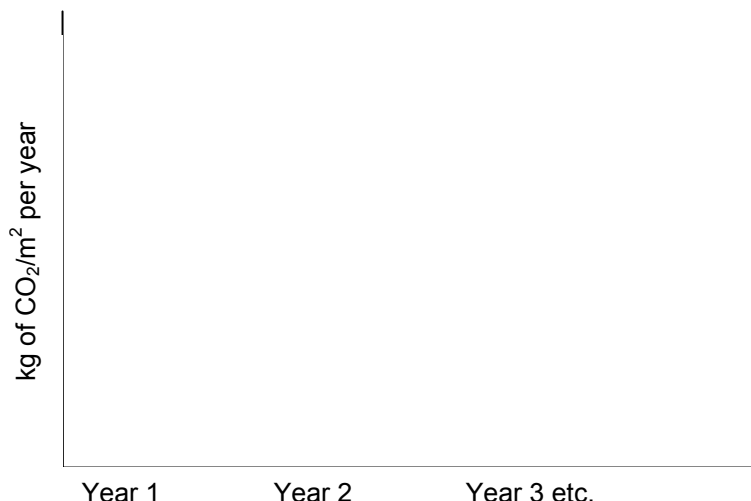 kg of CO₂/m² per year
Year 1 Year 2 Year 3 etc.